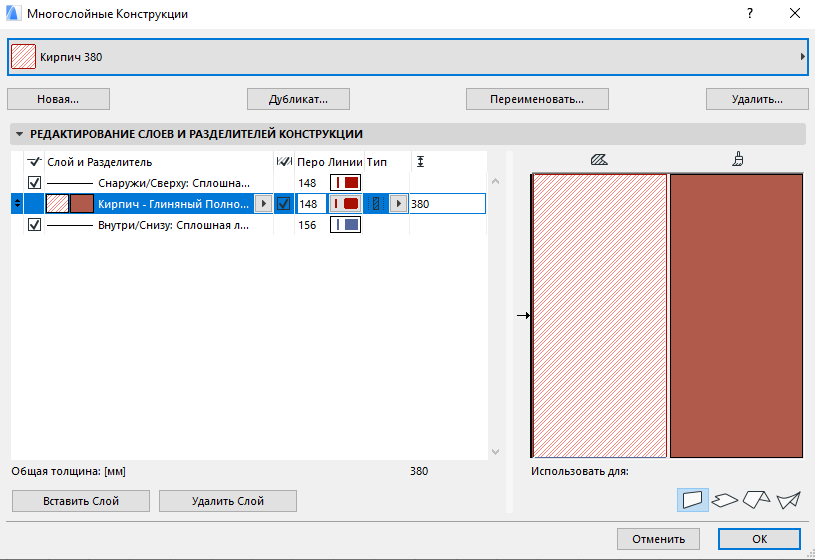 Многослойные Конструкции
?
Кирпич 380
Новая... Дубликат... Переименовать... Удалить...
РЕДАКТИРОВАНИЕ СЛОЕВ И РАЗДЕЛИТЕЛЕЙ КОНСТРУКЦИИ
Слой и Разделитель Перо Линии Тип
Снаружи/Сверху: Сплошна... 148
Кирпич - Глиняный Полно... 148 380
Внутри/Снизу: Сплошная л... 156
Общая толщина: [мм] 380
Использовать для:
Вставить Слой Удалить Слой
Отменить OK